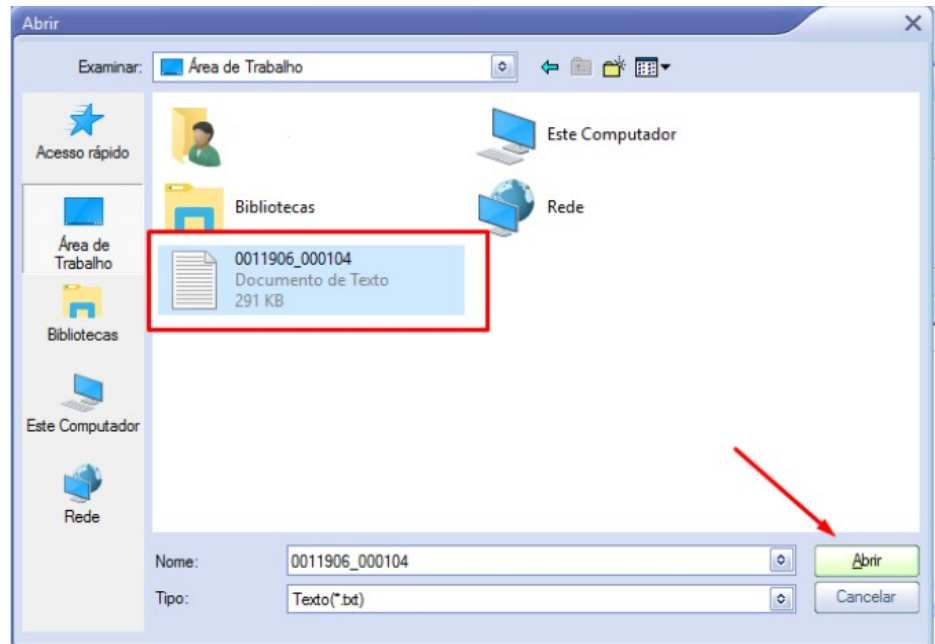 Abrir
Examinar:
Área de Trabalho
Acesso rápido
Área de
Trabalho
Bibliotecas
Este Computador
Rede
Este Computador
Bibliotecas
Rede
0011906_000104
Documento de Texto
291 KB
Nome:
0011906_000104
Abrir
Tipo:
Texto(*.txt)
Cancelar